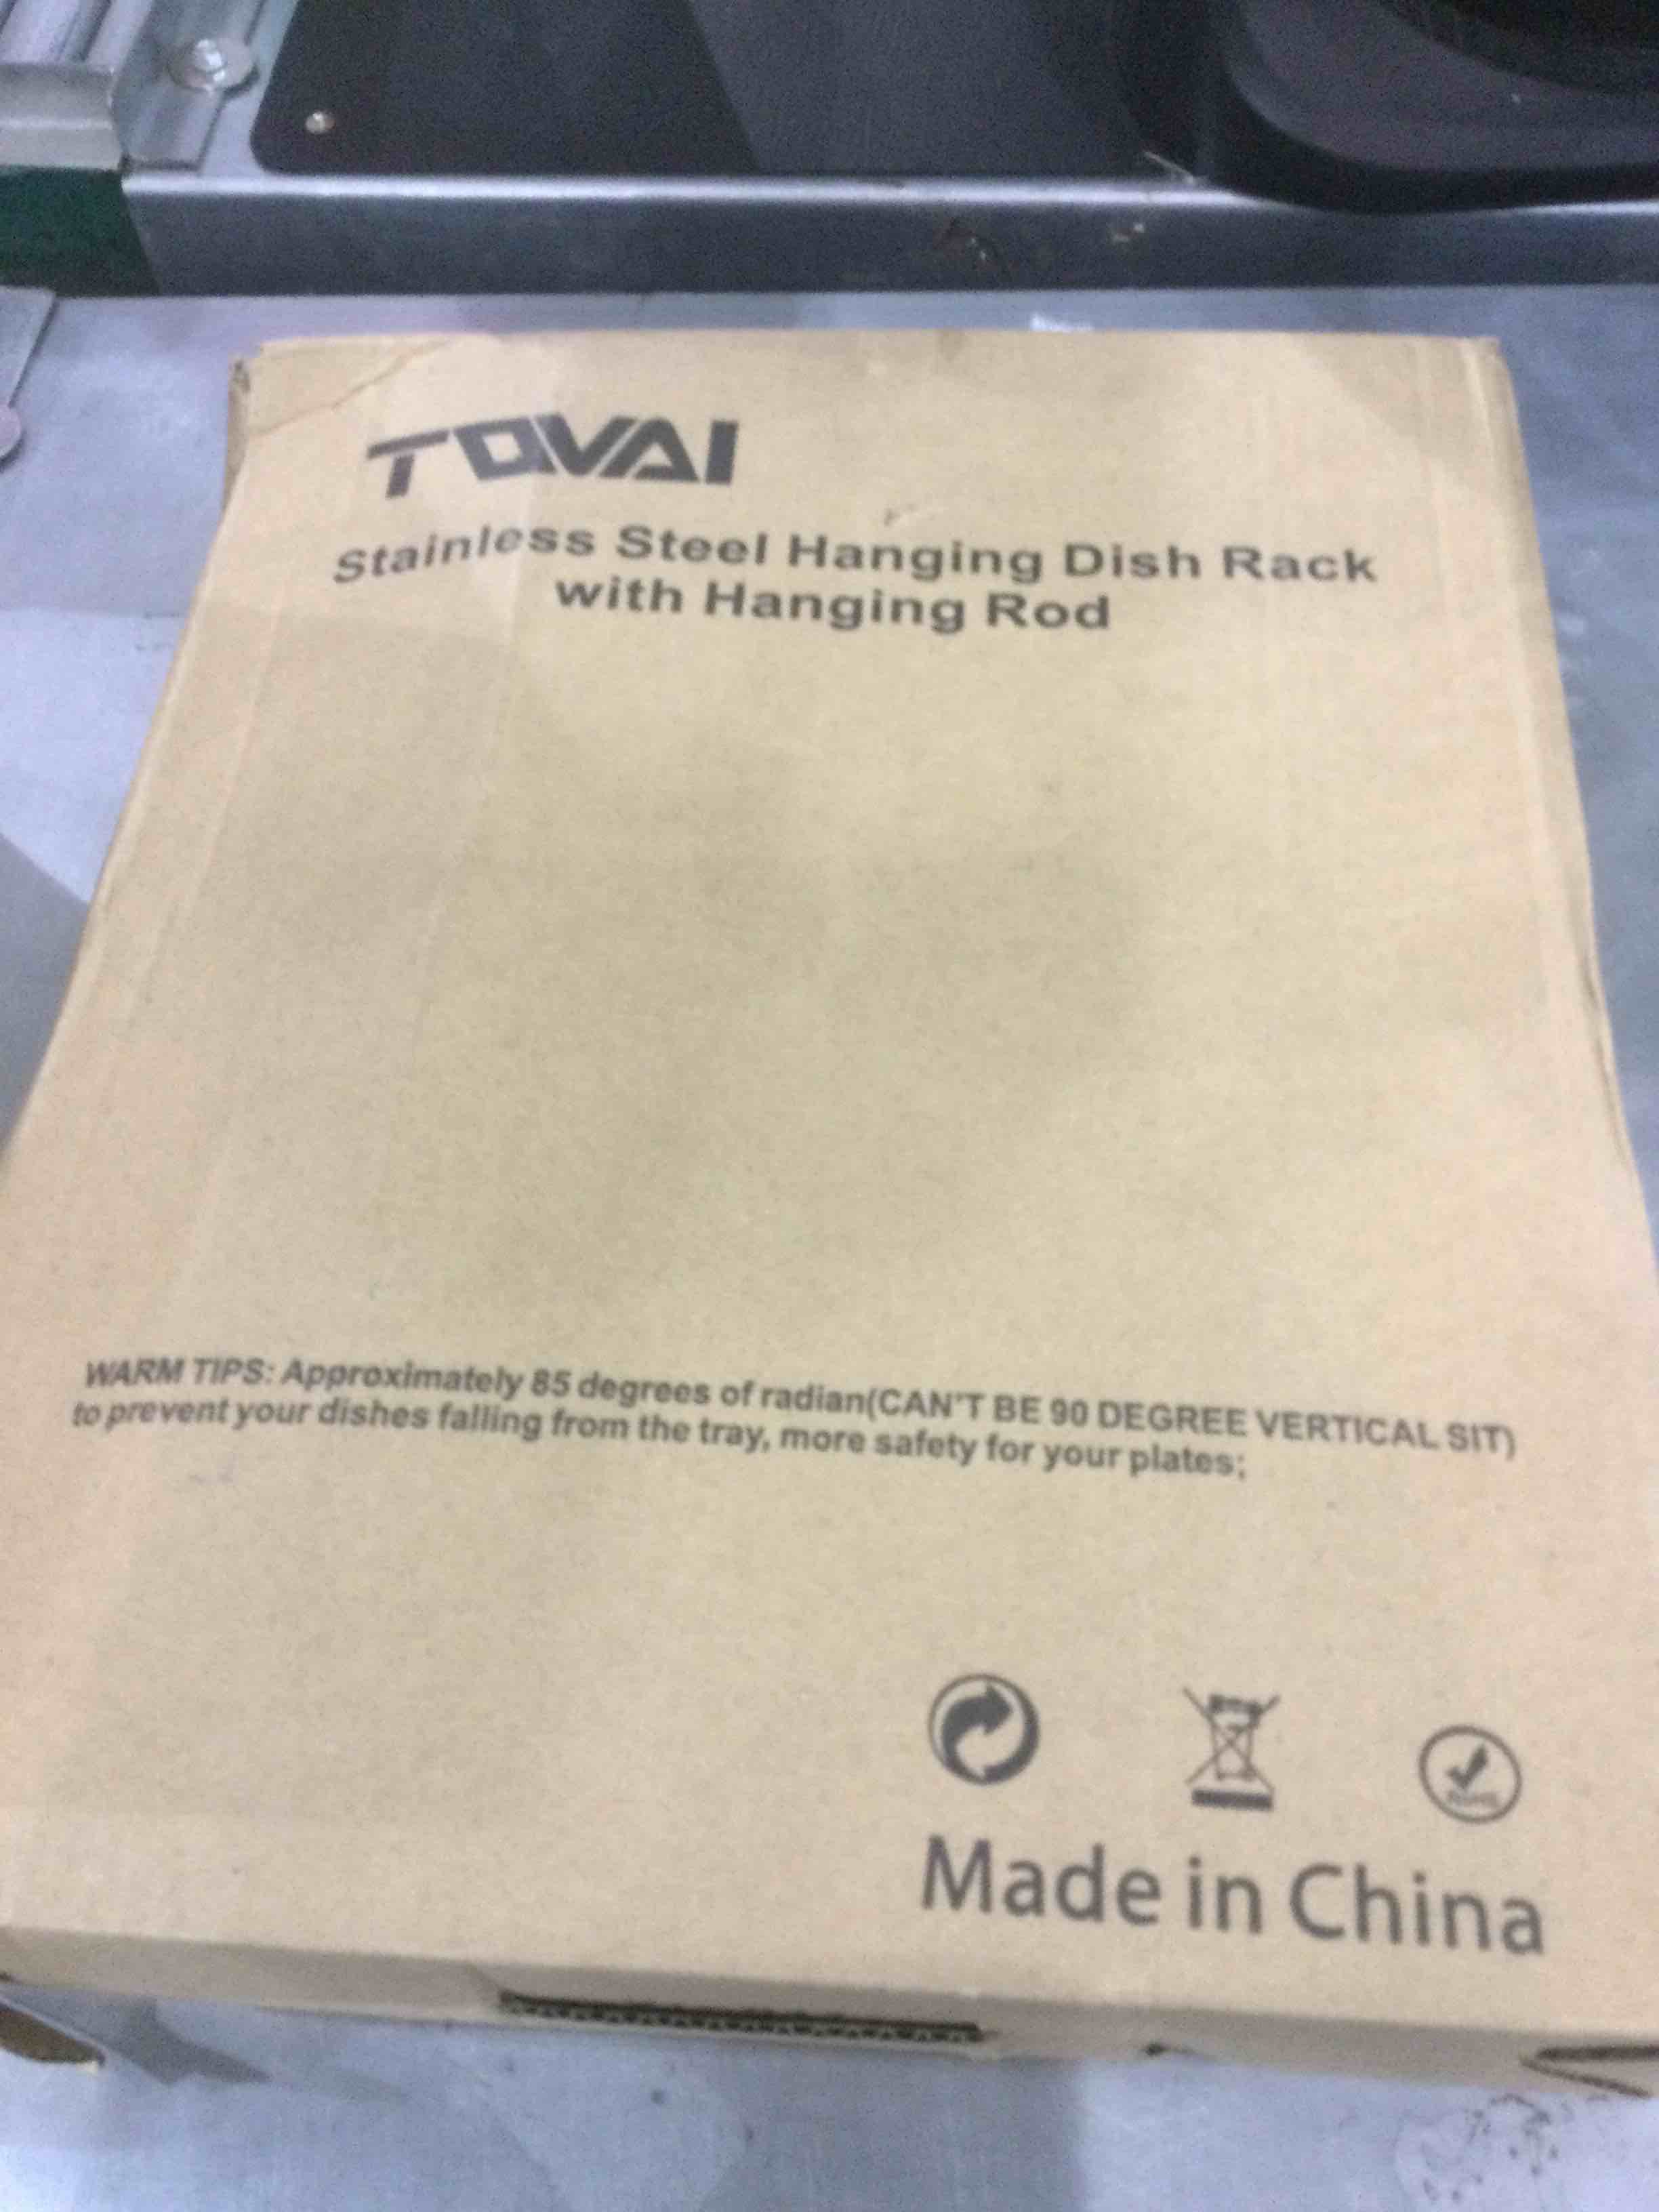 TOVAI
Stainless Steel Hanging Dish Rack
with Hanging Rod
WARM TIPS: Approximately 85 degrees of radian(CAN'T BE 90 DEGREE VERTICAL SIT)
to prevent your dishes falling from the tray, more safety for your plates;
Made in China